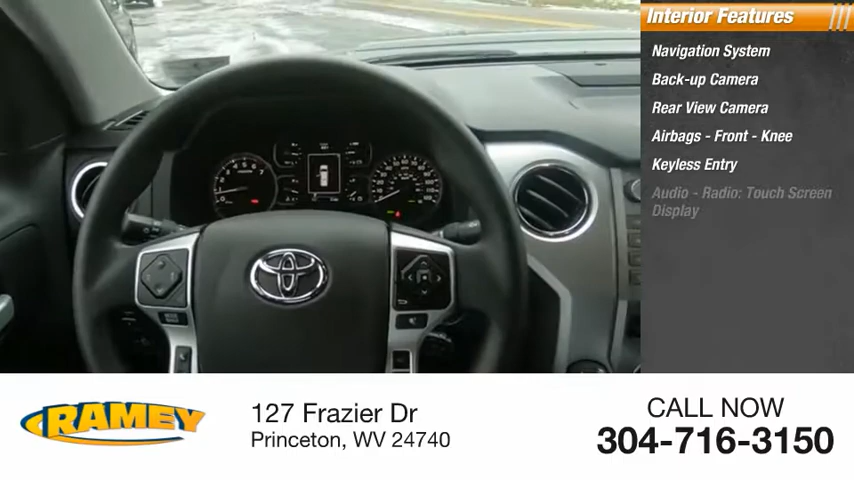 Interior Features
Navigation System
Back-up Camera
Rear View Camera
Airbags - Front - Knee
Keyless Entry
Audio - Radio: Touch Screen
Display
RAMEY
127 Frazier Dr
Princeton, WV 24740
CALL NOW
304-716-3150